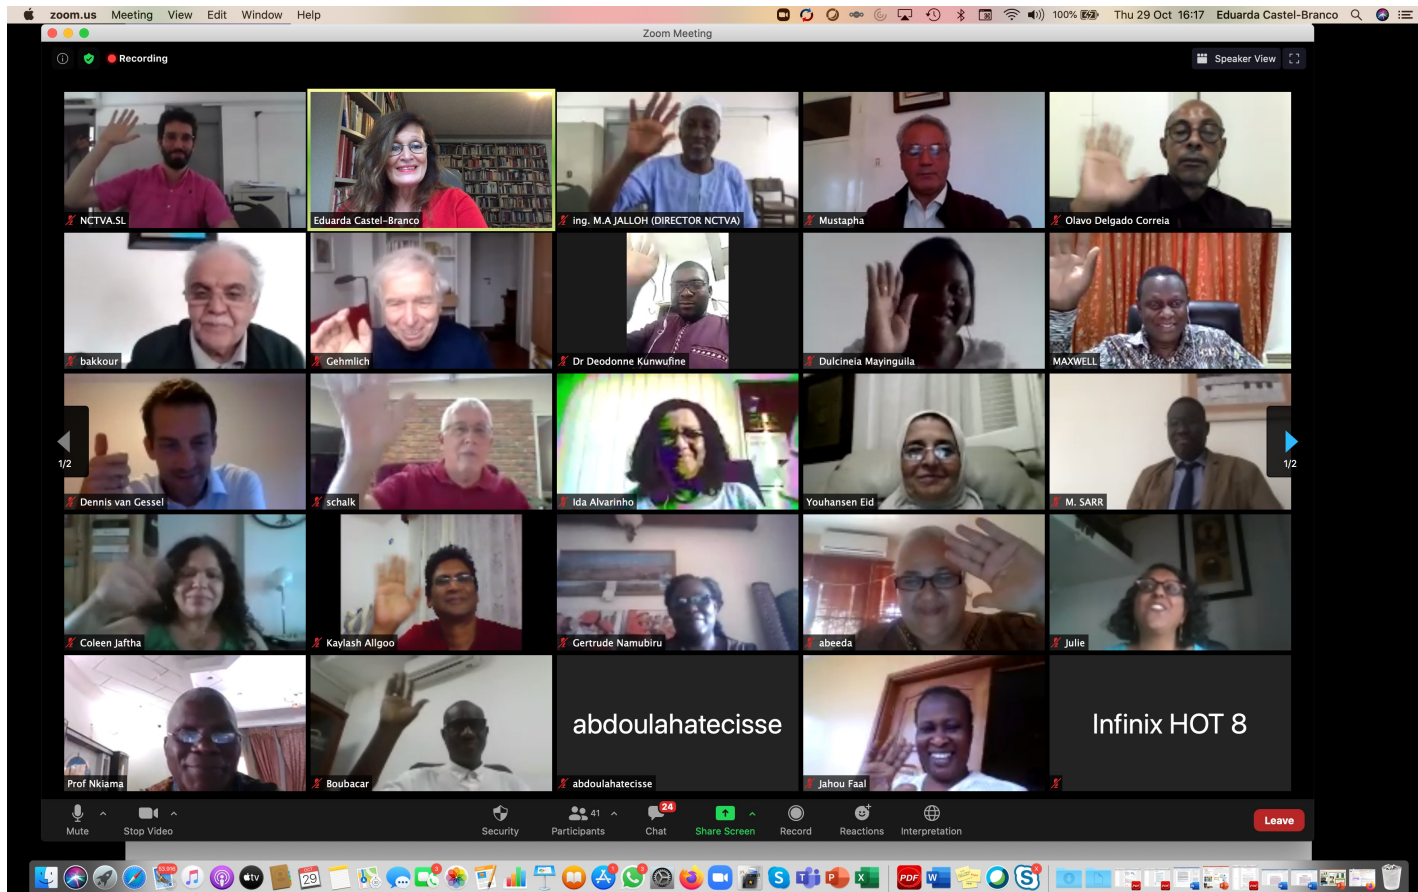 zoom.us Meeting View Edit Window Help 100% Thu 29 Oct 16:17 Eduarda Castel-Branco
Zoom Meeting
Recording Speaker View
NCTVA.SL Eduarda Castel-Branco ing. M.A JALLOH (DIRECTOR NCTVA) Mustapha Olavo Delgado Correia
bakkour Gehmlich Dr Deodonne Kunwufine Dulcineia Mayinguila MAXWELL
1/2 1/2
Dennis van Gessel schalk Ida Alvarinho Youhansen Eid M. SARR
Coleen Jaftha Kaylash Allgoo Gertrude Namubiru abeeda Julie
abdoulahatecisse Infinix HOT 8
Prof Nkiama Boubacar abdoulahatecisse Jahou Faal
41 24
Mute Stop Video Security Participants Chat Share Screen Record Reactions Interpretation Leave
tv 29 PDF W